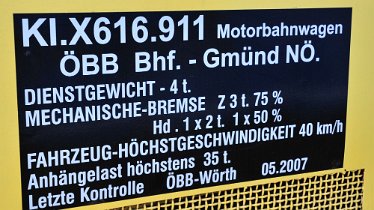 Kl.X616.911 Motorbahnwagen
ÖBB Bhf. - Gmünd NÖ.
DIENSTGEWICHT - 4 t.
MECHANISCHE-BREMSE Z 3 t. 75 %
Hd . 1 x 2 t. 1 x 50 %
FAHRZEUG-HÖCHSTGESCHWINDIGKEIT 40 km/h
Anhängelast höchstens 35 t.
Letzte Kontrolle ÖBB-Wörth 05.2007